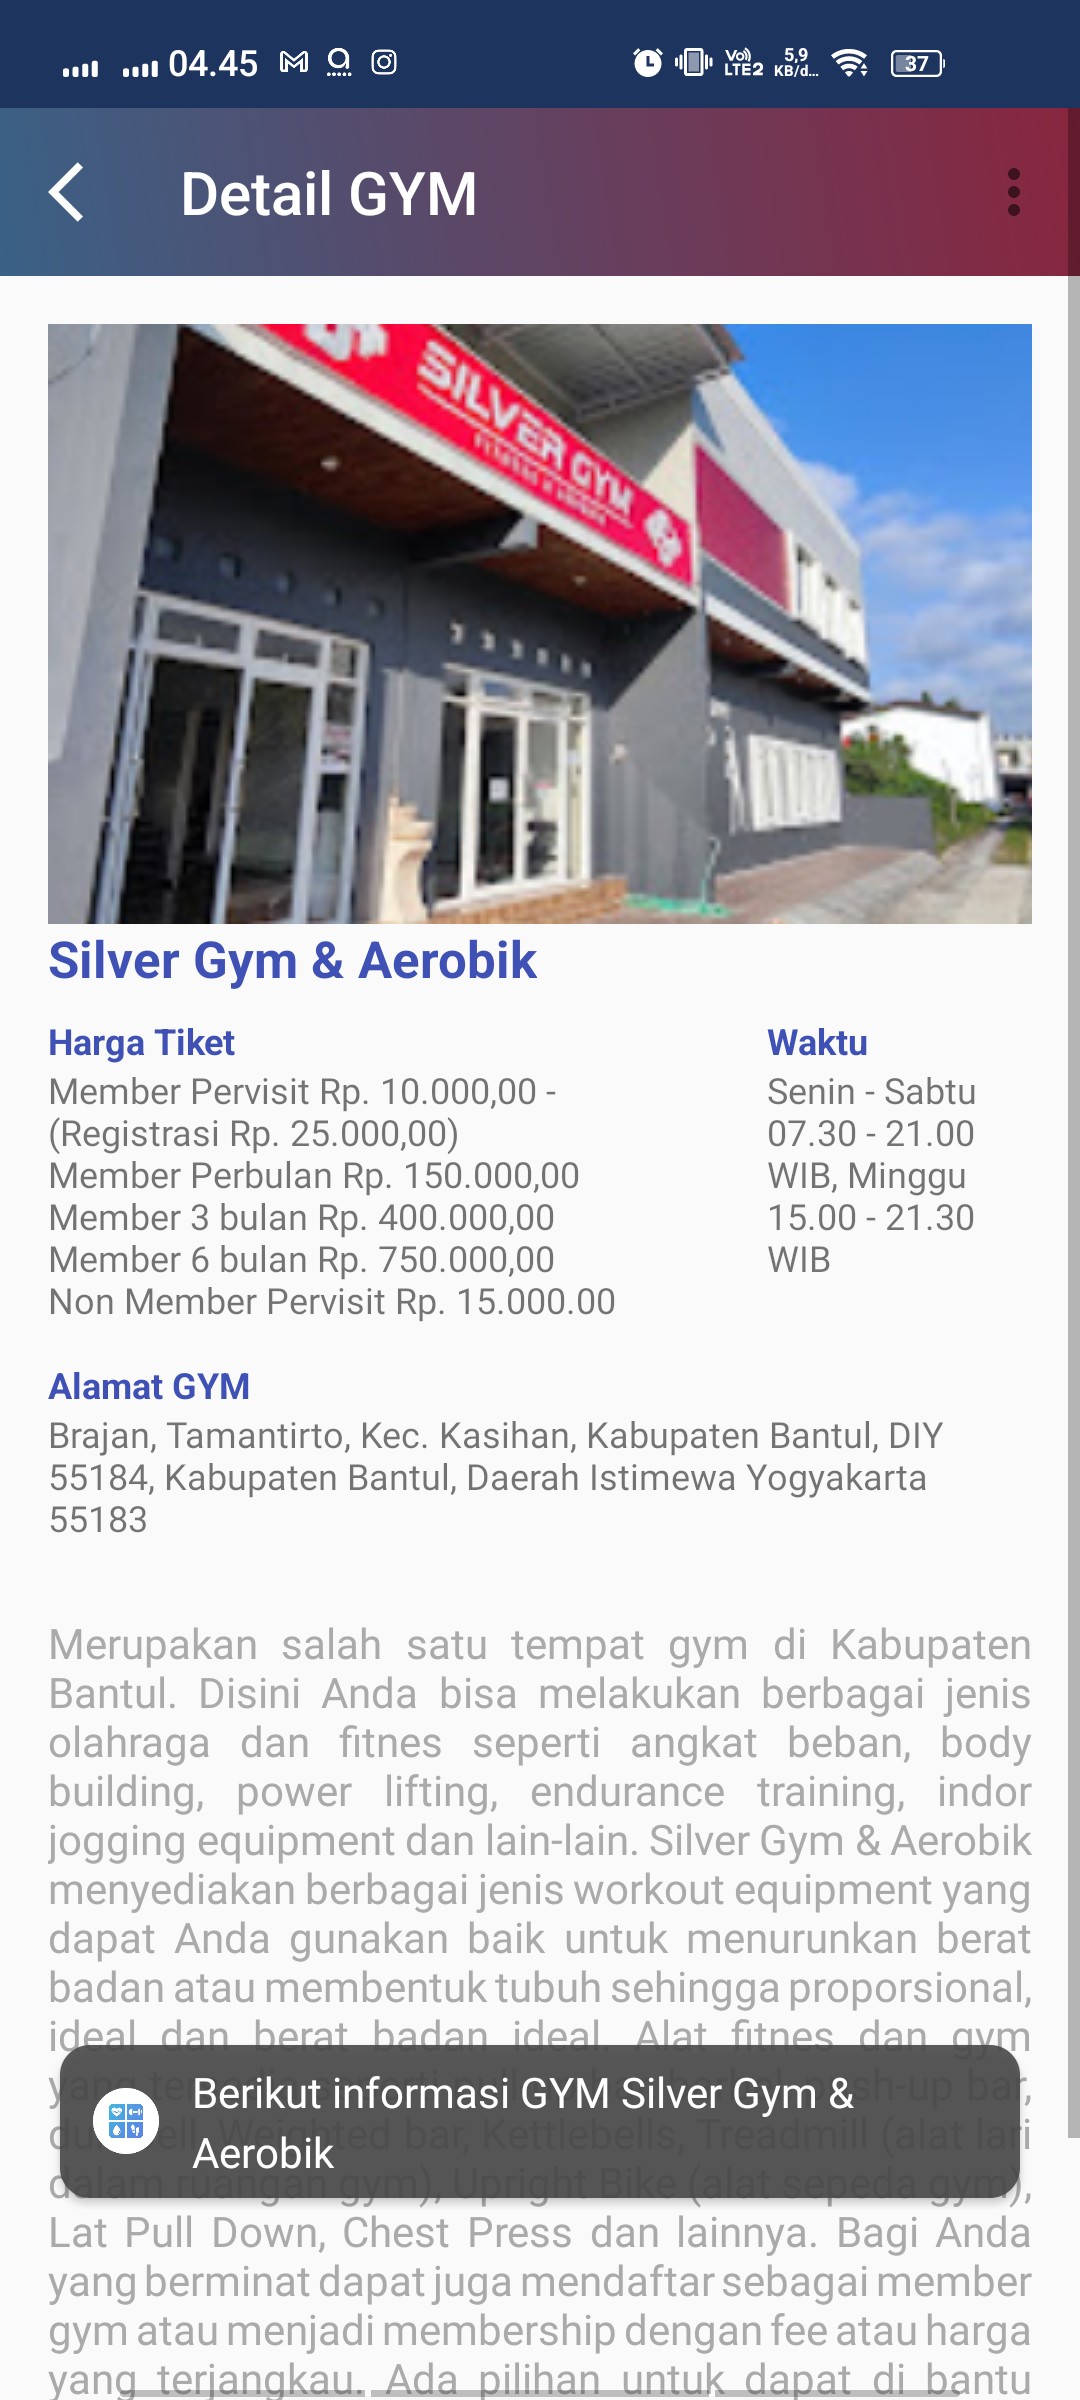 04.45
Vo)) LTE2
5,9 KB/d...
37
Detail GYM
SILVER GYM
Silver Gym & Aerobik
Harga Tiket
Member Pervisit Rp. 10.000,00 -
(Registrasi Rp. 25.000,00)
Member Perbulan Rp. 150.000,00
Member 3 bulan Rp. 400.000,00
Member 6 bulan Rp. 750.000,00
Non Member Pervisit Rp. 15.000.00
Waktu
Senin - Sabtu
07.30 - 21.00
WIB, Minggu
15.00 - 21.30
WIB
Alamat GYM
Brajan, Tamantirto, Kec. Kasihan, Kabupaten Bantul, DIY
55184, Kabupaten Bantul, Daerah Istimewa Yogyakarta
55183
Merupakan salah satu tempat gym di Kabupaten
Bantul. Disini Anda bisa melakukan berbagai jenis
olahraga dan fitnes seperti angkat beban, body
building, power lifting, endurance training, indor
jogging equipment dan lain-lain. Silver Gym & Aerobik
menyediakan berbagai jenis workout equipment yang
dapat Anda gunakan baik untuk menurunkan berat
badan atau membentuk tubuh sehingga proporsional,
ideal dan berat badan ideal. Alat fitnes dan gym
yang bar,
Weighted bar, Kettlebells, Treadmill (alat lari
dalam ruangan gym), Upright Bike (alat sepeda gym),
Berikut informasi GYM Silver Gym &
Aerobik
Lat Pull Down, Chest Press dan lainnya. Bagi Anda
yang berminat dapat juga mendaftar sebagai member
gym atau menjadi membership dengan fee atau harga
yang terjangkau. Ada pilihan untuk dapat di bantu